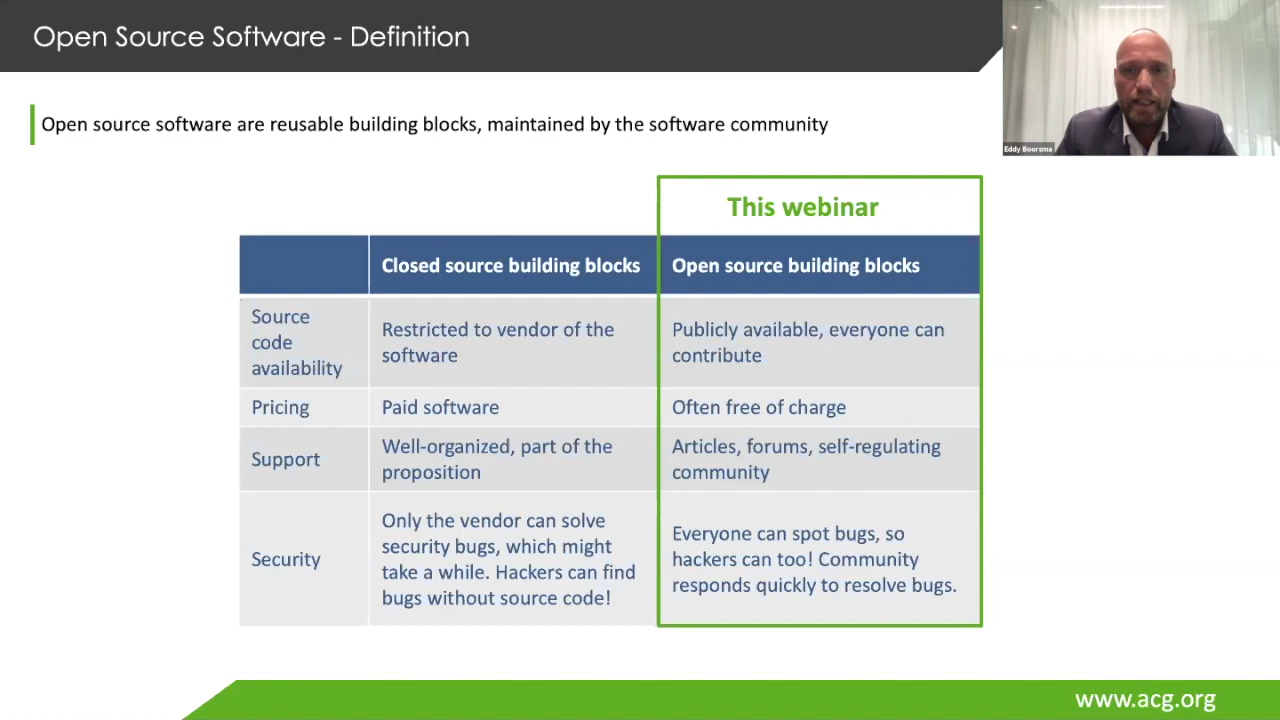 Open Source Software - Definition
Eddy Boorsma
Open source software are reusable building blocks, maintained by the software community
This webinar
Closed source building blocks
Open source building blocks
Source
code
availability
Restricted to vendor of the
software
Publicly available, everyone can
contribute
Pricing
Paid software
Often free of charge
Support
Well-organized, part of the
proposition
Articles, forums, self-regulating
community
Security
Only the vendor can solve
security bugs, which might
take a while. Hackers can find
bugs without source code!
Everyone can spot bugs, so
hackers can too! Community
responds quickly to resolve bugs.
www.acg.org